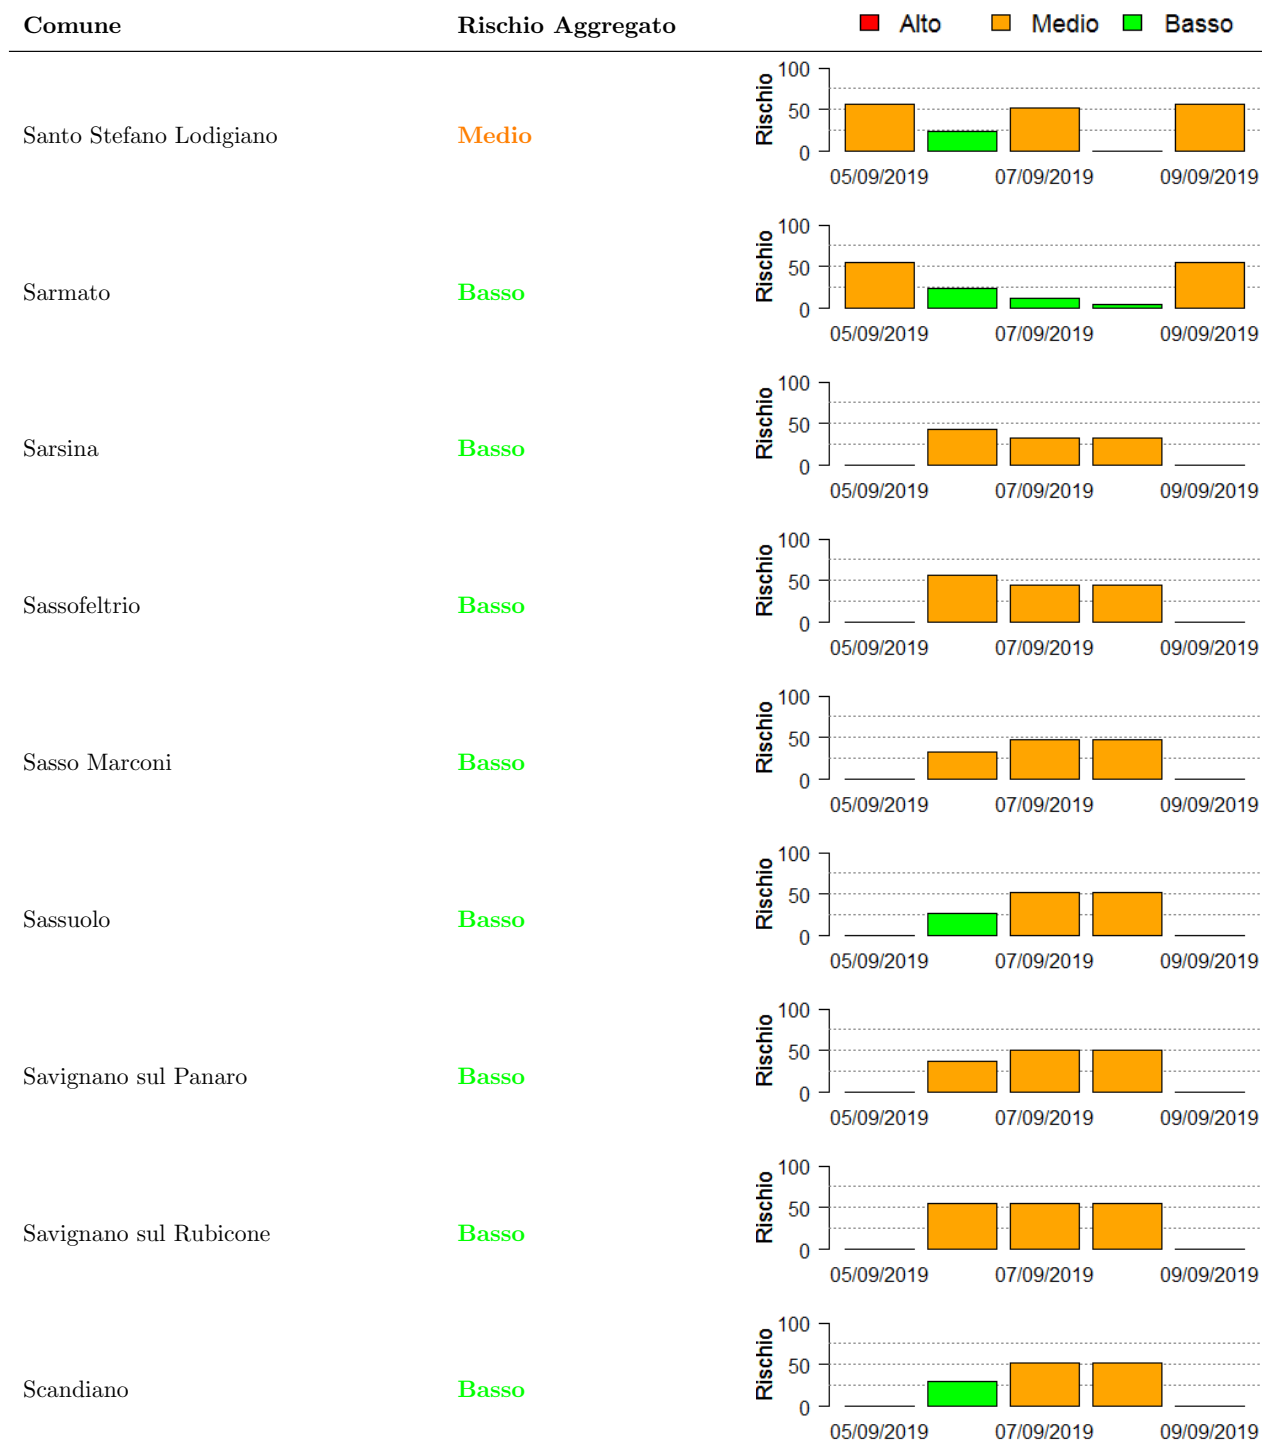 Comune Rischio Aggregato Alto Medio Basso
Santo Stefano Lodigiano Medio
Rischio
100
50
0
05/09/2019 07/09/2019 09/09/2019
Sarmato Basso
Rischio
100
50
0
05/09/2019 07/09/2019 09/09/2019
Sarsina Basso
Rischio
100
50
0
05/09/2019 07/09/2019 09/09/2019
Sassofeltrio Basso
Rischio
100
50
0
05/09/2019 07/09/2019 09/09/2019
Sasso Marconi Basso
Rischio
100
50
0
05/09/2019 07/09/2019 09/09/2019
Sassuolo Basso
Rischio
100
50
0
05/09/2019 07/09/2019 09/09/2019
Savignano sul Panaro Basso
Rischio
100
50
0
05/09/2019 07/09/2019 09/09/2019
Savignano sul Rubicone Basso
Rischio
100
50
0
05/09/2019 07/09/2019 09/09/2019
Scandiano Basso
Rischio
100
50
0
05/09/2019 07/09/2019 09/09/2019